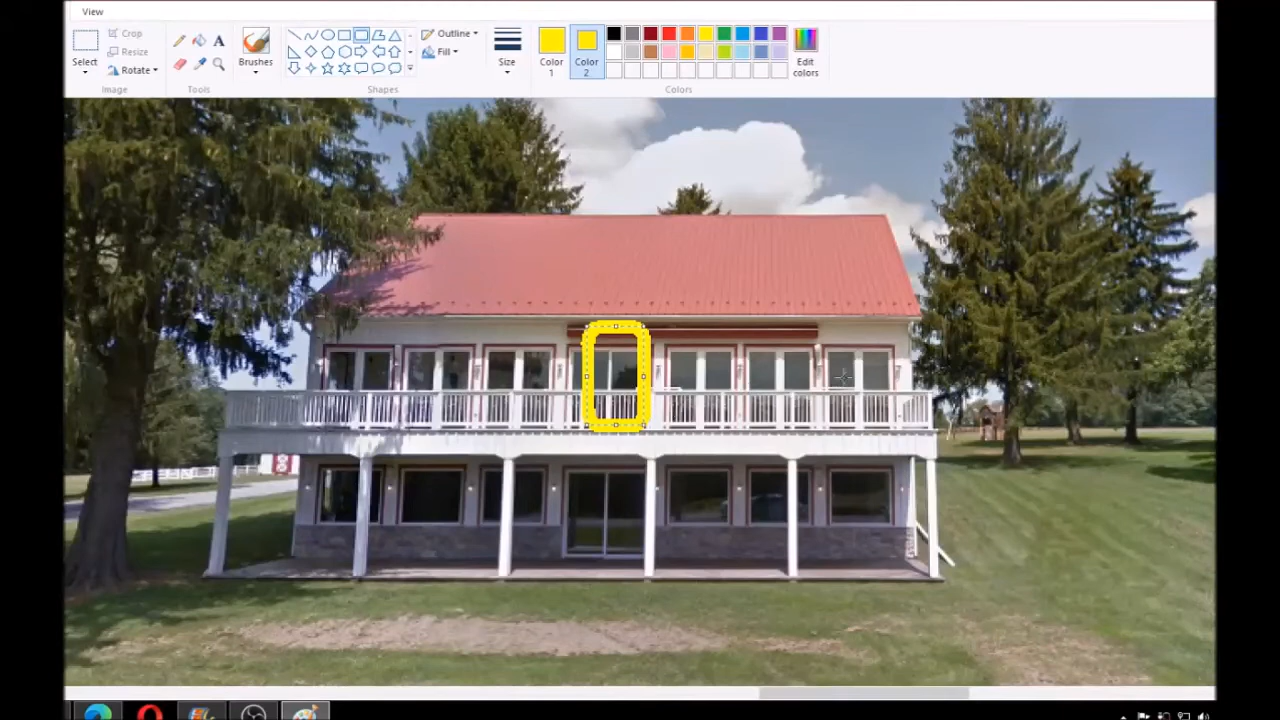 View
Crop
Select
Resize
Rotate
Image
A
Tools
Brushes
Outline
Fill
Shapes
Size
Color 1
Color 2
Edit colors
Colors